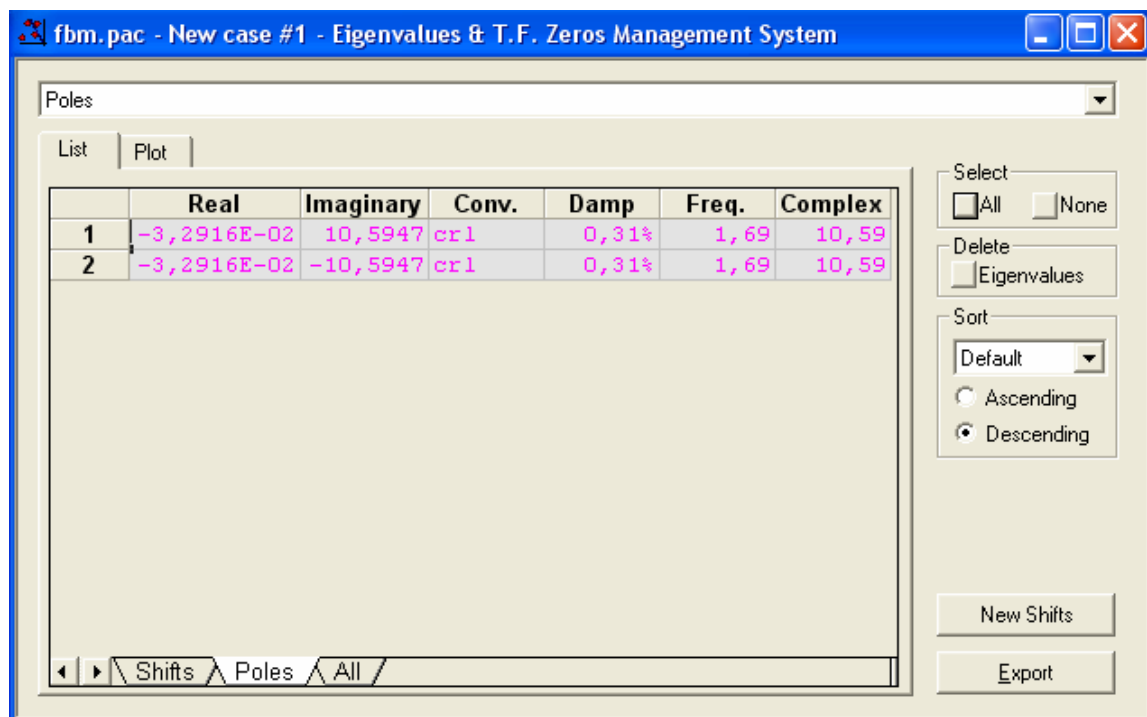 fbm.pac - New case #1 - Eigenvalues & T.F. Zeros Management System
Poles
List Plot
Real Imaginary Conv. Damp Freq. Complex
1 -3,2916E-02 10,5947 crl 0,31% 1,69 10,59
2 -3,2916E-02 -10,5947 crl 0,31% 1,69 10,59
Shifts Poles All
Select
All None
Delete
Eigenvalues
Sort
Default
Ascending
Descending
New Shifts
Export